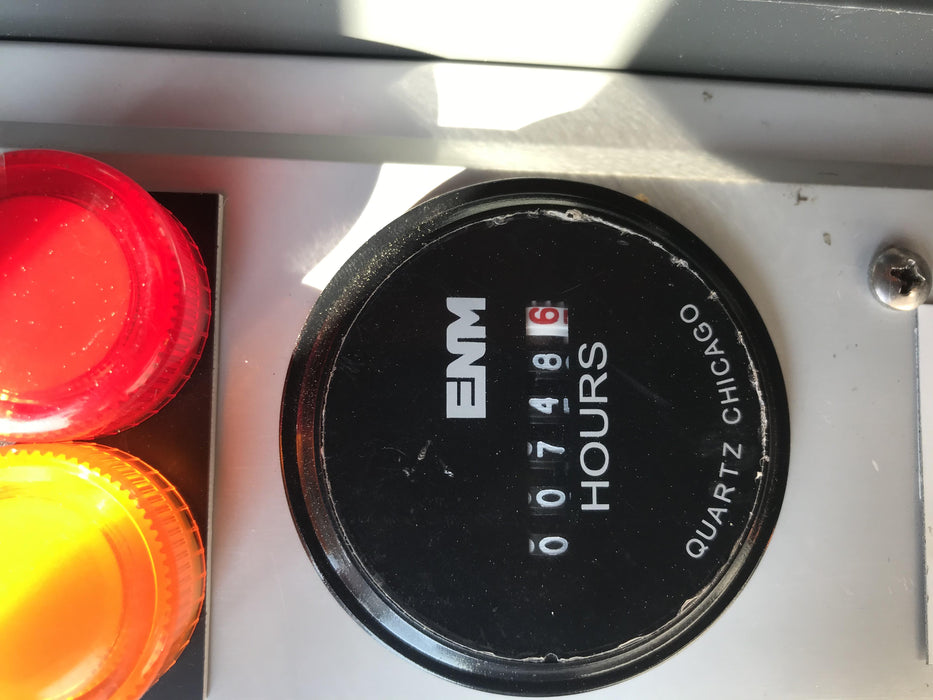 ENM
007486
HOURS
QUARTZ CHICAGO